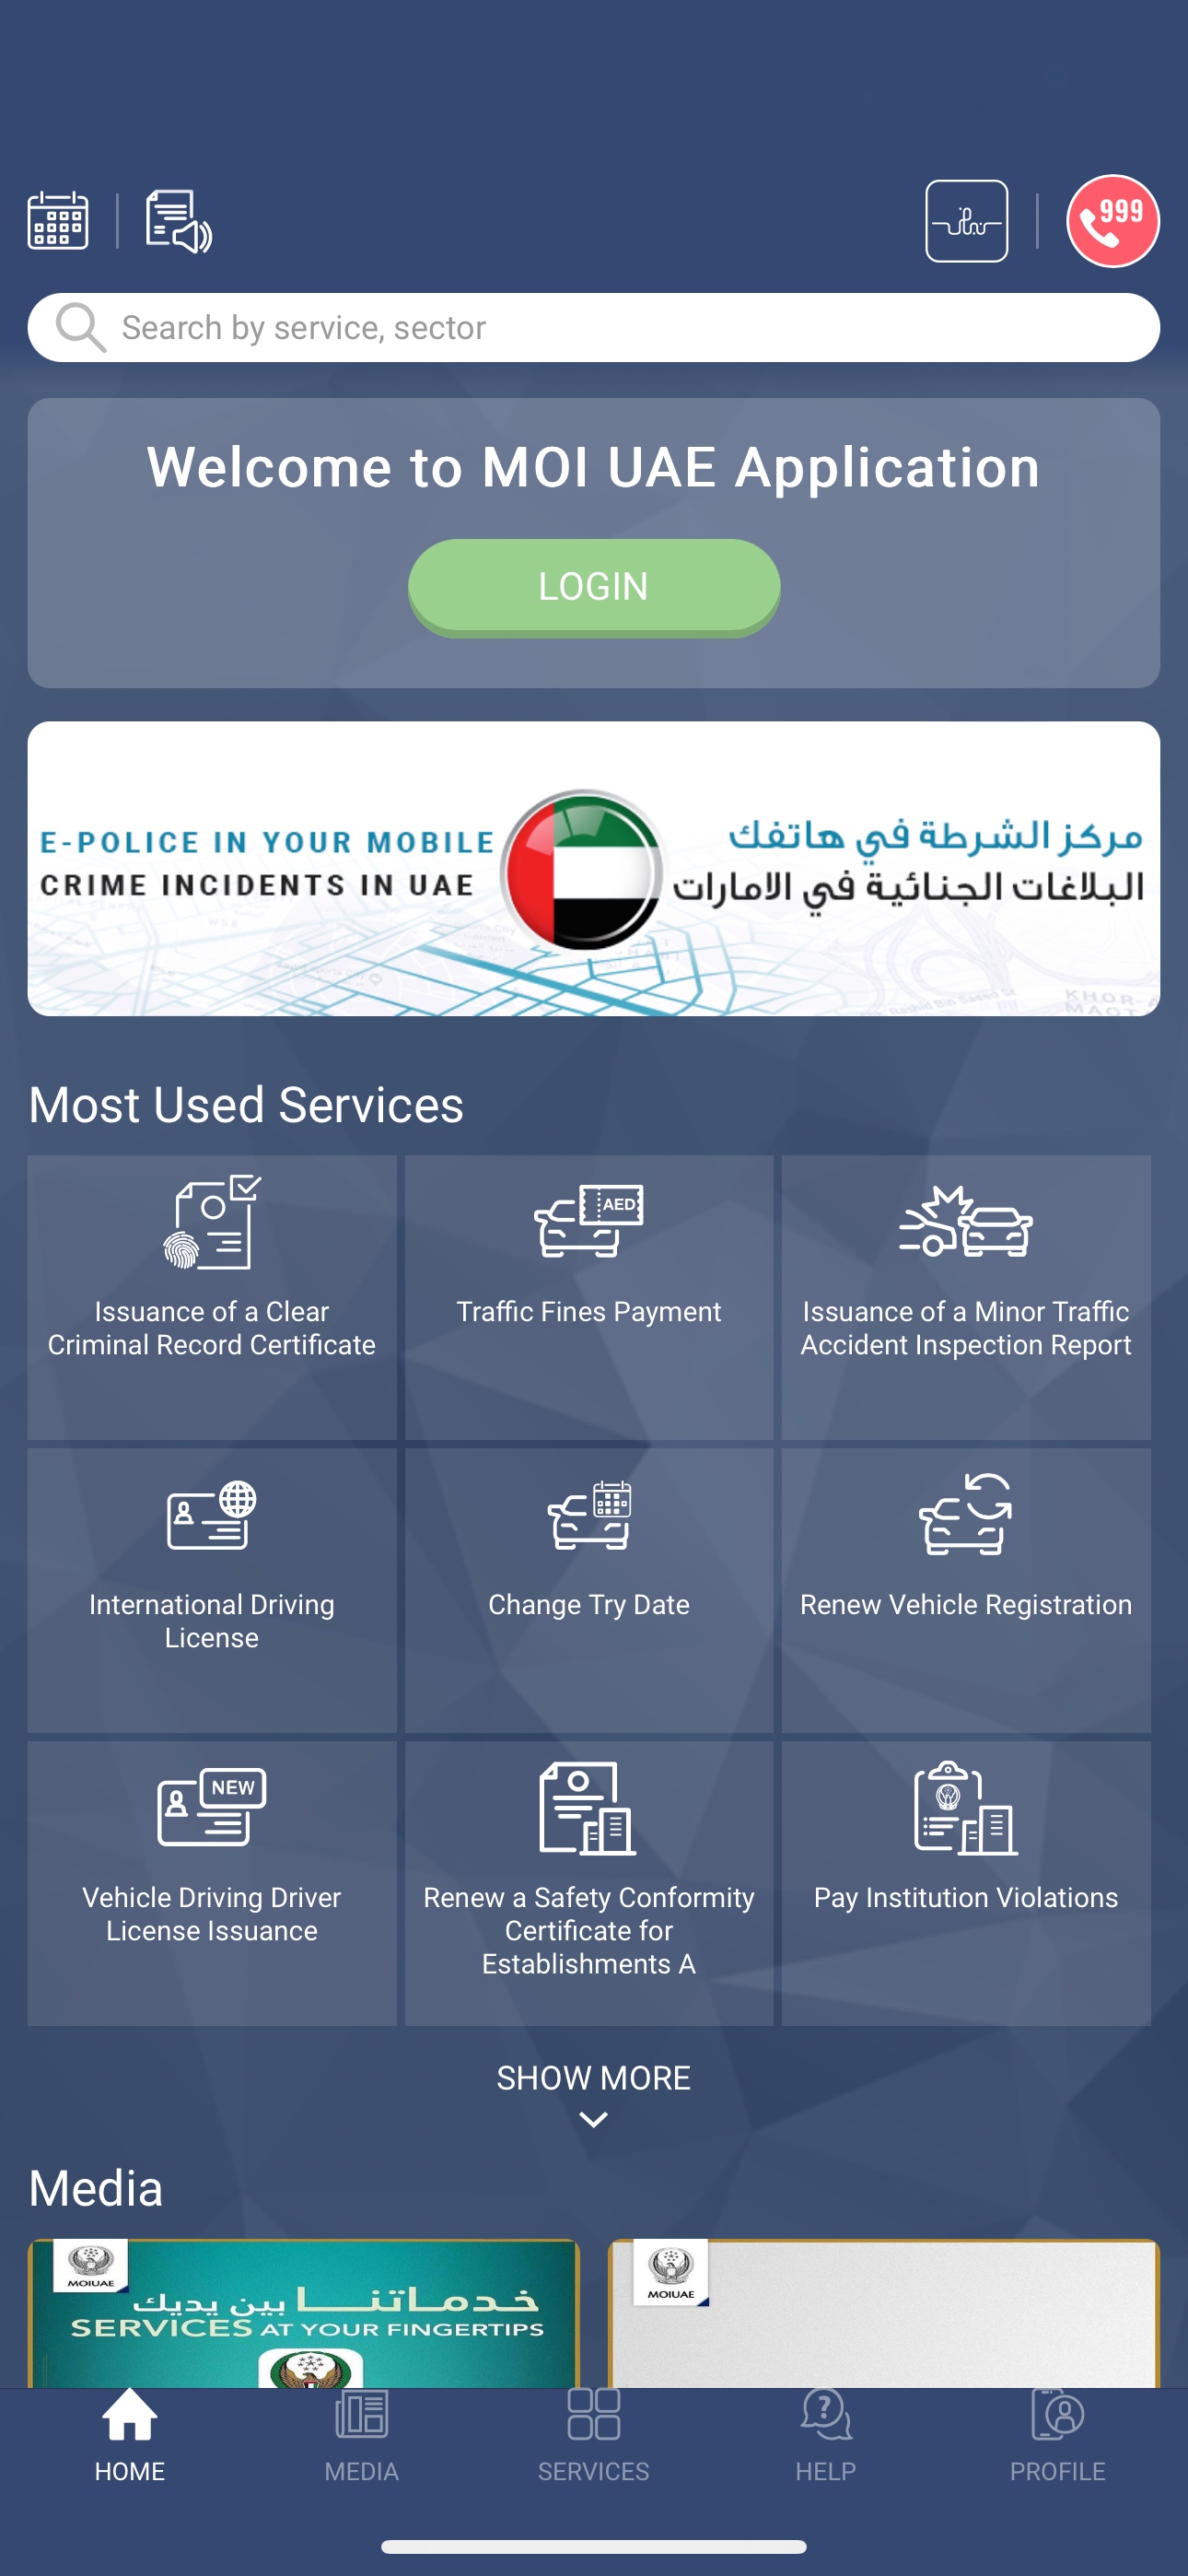 999
Search by service, sector
Welcome to MOI UAE Application
LOGIN
E-POLICE IN YOUR MOBILE
CRIME INCIDENTS IN UAE
مركز الشرطة في هاتفك
البلاغات الجنائية في الامارات
KHOR
Most Used Services
Issuance of a Clear
Criminal Record Certificate
AED
Traffic Fines Payment
Issuance of a Minor Traffic
Accident Inspection Report
International Driving
License
Change Try Date
Renew Vehicle Registration
NEW
Vehicle Driving Driver
License Issuance
Renew a Safety Conformity
Certificate for
Establishments A
Pay Institution Violations
SHOW MORE
Media
MOIUAE
خدماتنا بين يديك
SERVICES AT YOUR FINGERTIPS
MOIUAE
HOME
MEDIA
SERVICES
HELP
PROFILE